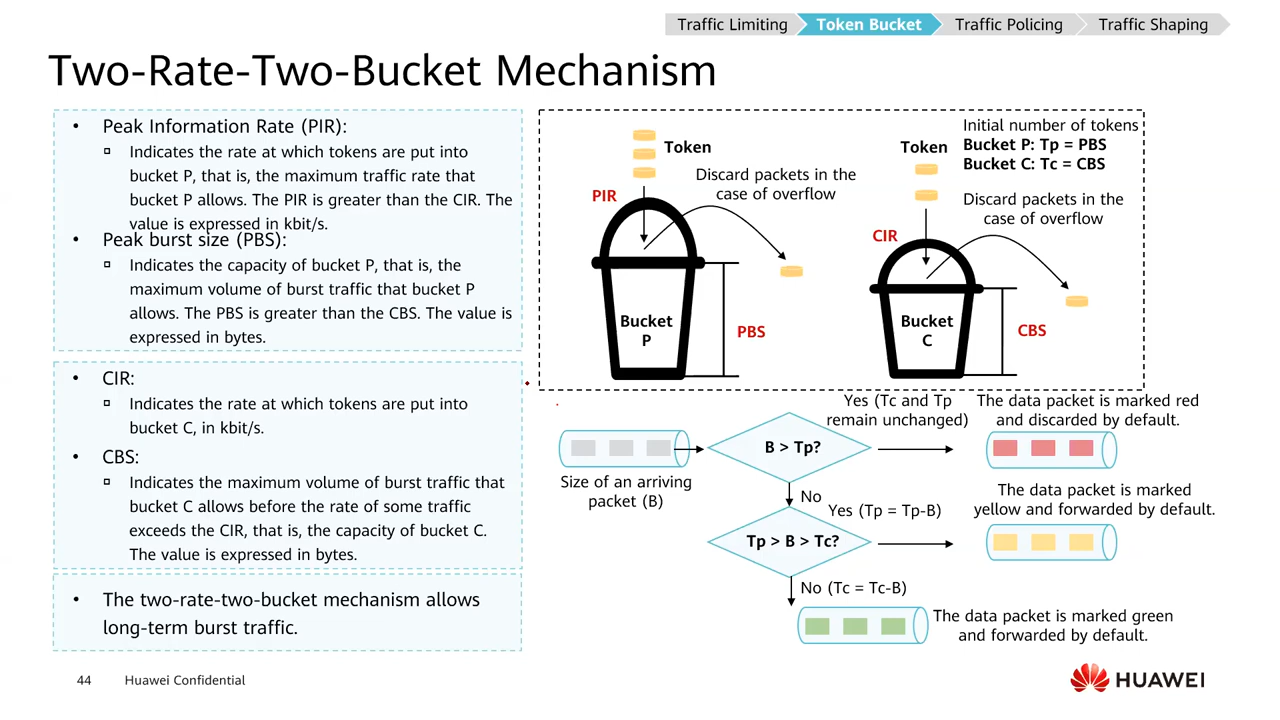 Traffic Limiting
Token Bucket
Traffic Policing
Traffic Shaping
Two-Rate-Two-Bucket Mechanism
• Peak Information Rate (PIR):
Indicates the rate at which tokens are put into
bucket P, that is, the maximum traffic rate that
bucket P allows. The PIR is greater than the CIR. The
value is expressed in kbit/s.
• Peak burst size (PBS):
Indicates the capacity of bucket P, that is, the
maximum volume of burst traffic that bucket P
allows. The PBS is greater than the CBS. The value is
expressed in bytes.
• CIR:
Indicates the rate at which tokens are put into
bucket C, in kbit/s.
• CBS:
Indicates the maximum volume of burst traffic that
bucket C allows before the rate of some traffic
exceeds the CIR, that is, the capacity of bucket C.
The value is expressed in bytes.
• The two-rate-two-bucket mechanism allows
long-term burst traffic.
Token
Discard packets in the
case of overflow
PIR
Bucket
P
PBS
Token
Initial number of tokens
Bucket P: Tp = PBS
Bucket C: Tc = CBS
Discard packets in the
case of overflow
CIR
Bucket
C
CBS
Size of an arriving
packet (B)
B > Tp?
Yes (Tc and Tp
remain unchanged)
The data packet is marked red
and discarded by default.
No
Tp > B > Tc?
Yes (Tp = Tp-B)
The data packet is marked
yellow and forwarded by default.
No (Tc = Tc-B)
The data packet is marked green
and forwarded by default.
44
Huawei Confidential
HUAWEI